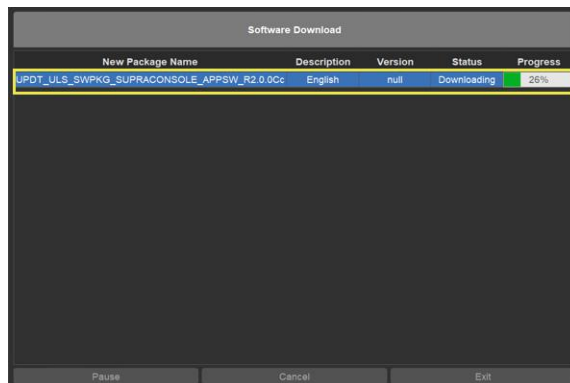 Software Download
New Package Name Description Version Status Progress
UPDT_ULS_SWPKG_SUPRACONSOLE_APPSW_R2.0.0Cc English null Downloading 26%
Pause Cancel Exit